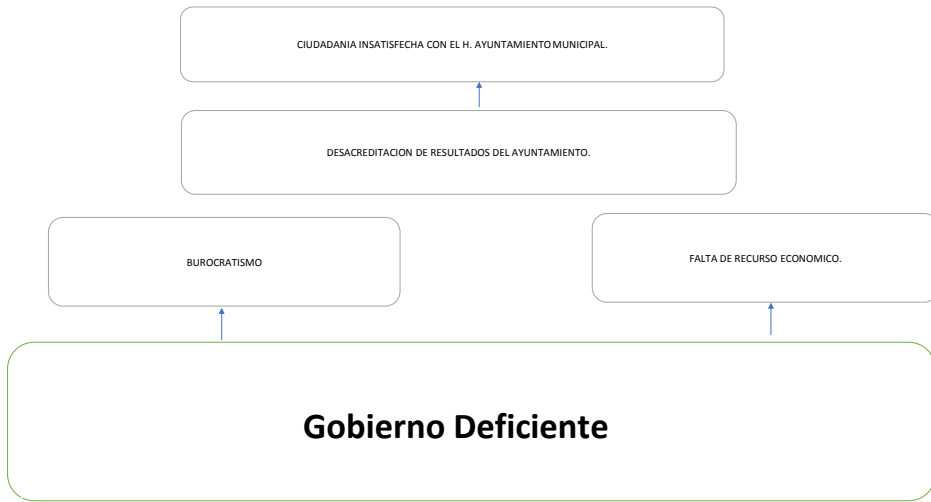 CIUDADANIA INSATISFECHA CON EL H. AYUNTAMIENTO MUNICIPAL.
DESACREDITACION DE RESULTADOS DEL AYUNTAMIENTO.
BUROCRATISMO
FALTA DE RECURSO ECONOMICO.
Gobierno Deficiente